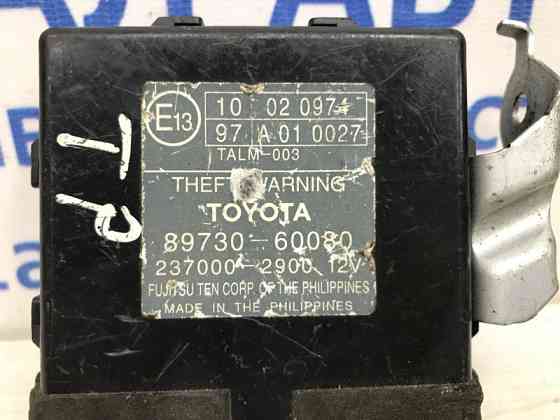 E13
10 02 0974
97 A 01 0027
TALM-003
THEFT WARNING
TOYOTA
89730-60080
237000-2900 12V
FUJITSU TEN CORP. OF THE PHILIPPINES
MADE IN THE PHILIPPINES